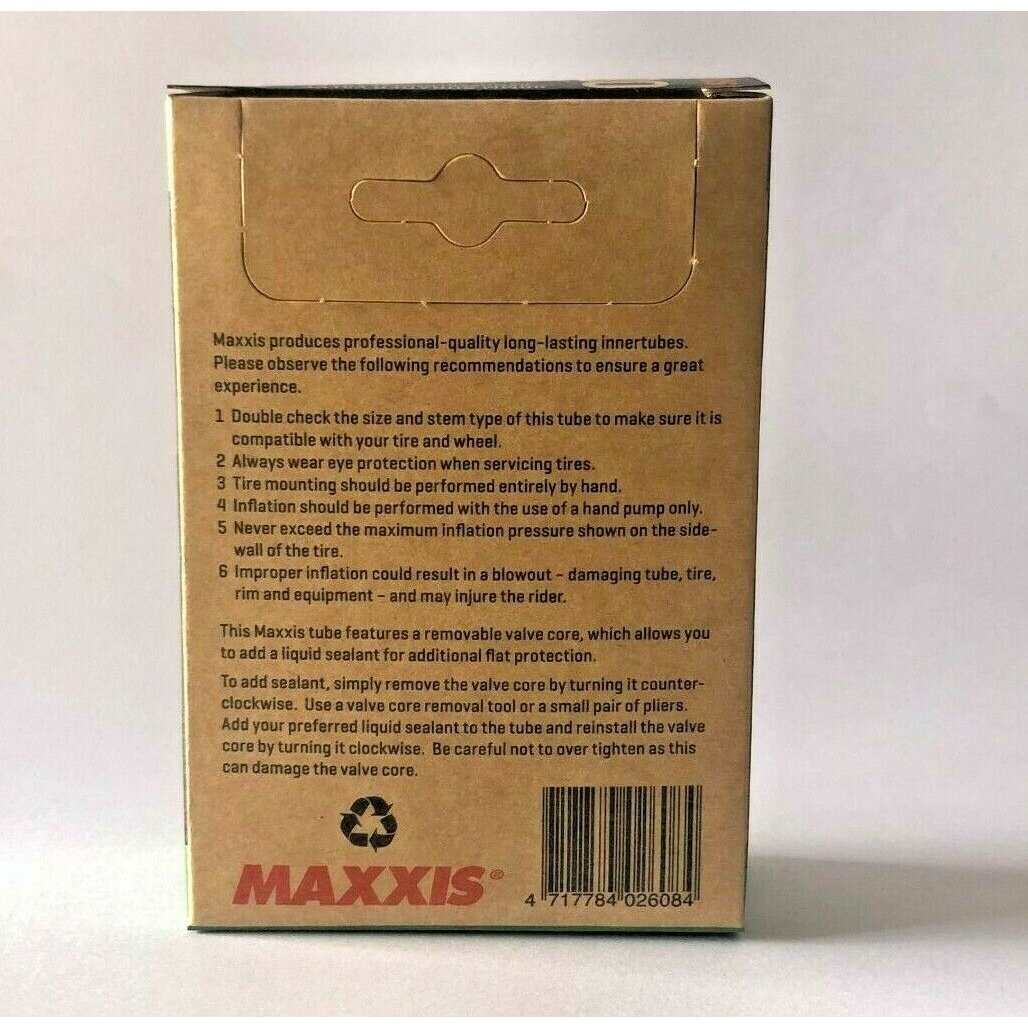 Maxxis produces professional-quality long-lasting innertubes.
Please observe the following recommendations to ensure a great
experience.
1 Double check the size and stem type of this tube to make sure it is
compatible with your tire and wheel.
2 Always wear eye protection when servicing tires.
3 Tire mounting should be performed entirely by hand.
4 Inflation should be performed with the use of a hand pump only.
5 Never exceed the maximum inflation pressure shown on the side-
wall of the tire.
6 Improper inflation could result in a blowout – damaging tube, tire,
rim and equipment – and may injure the rider.
This Maxxis tube features a removable valve core, which allows you
to add a liquid sealant for additional flat protection.
To add sealant, simply remove the valve core by turning it counter-
clockwise. Use a valve core removal tool or a small pair of pliers.
Add your preferred liquid sealant to the tube and reinstall the valve
core by turning it clockwise. Be careful not to over tighten as this
can damage the valve core.
MAXXIS®
4 717784 026084